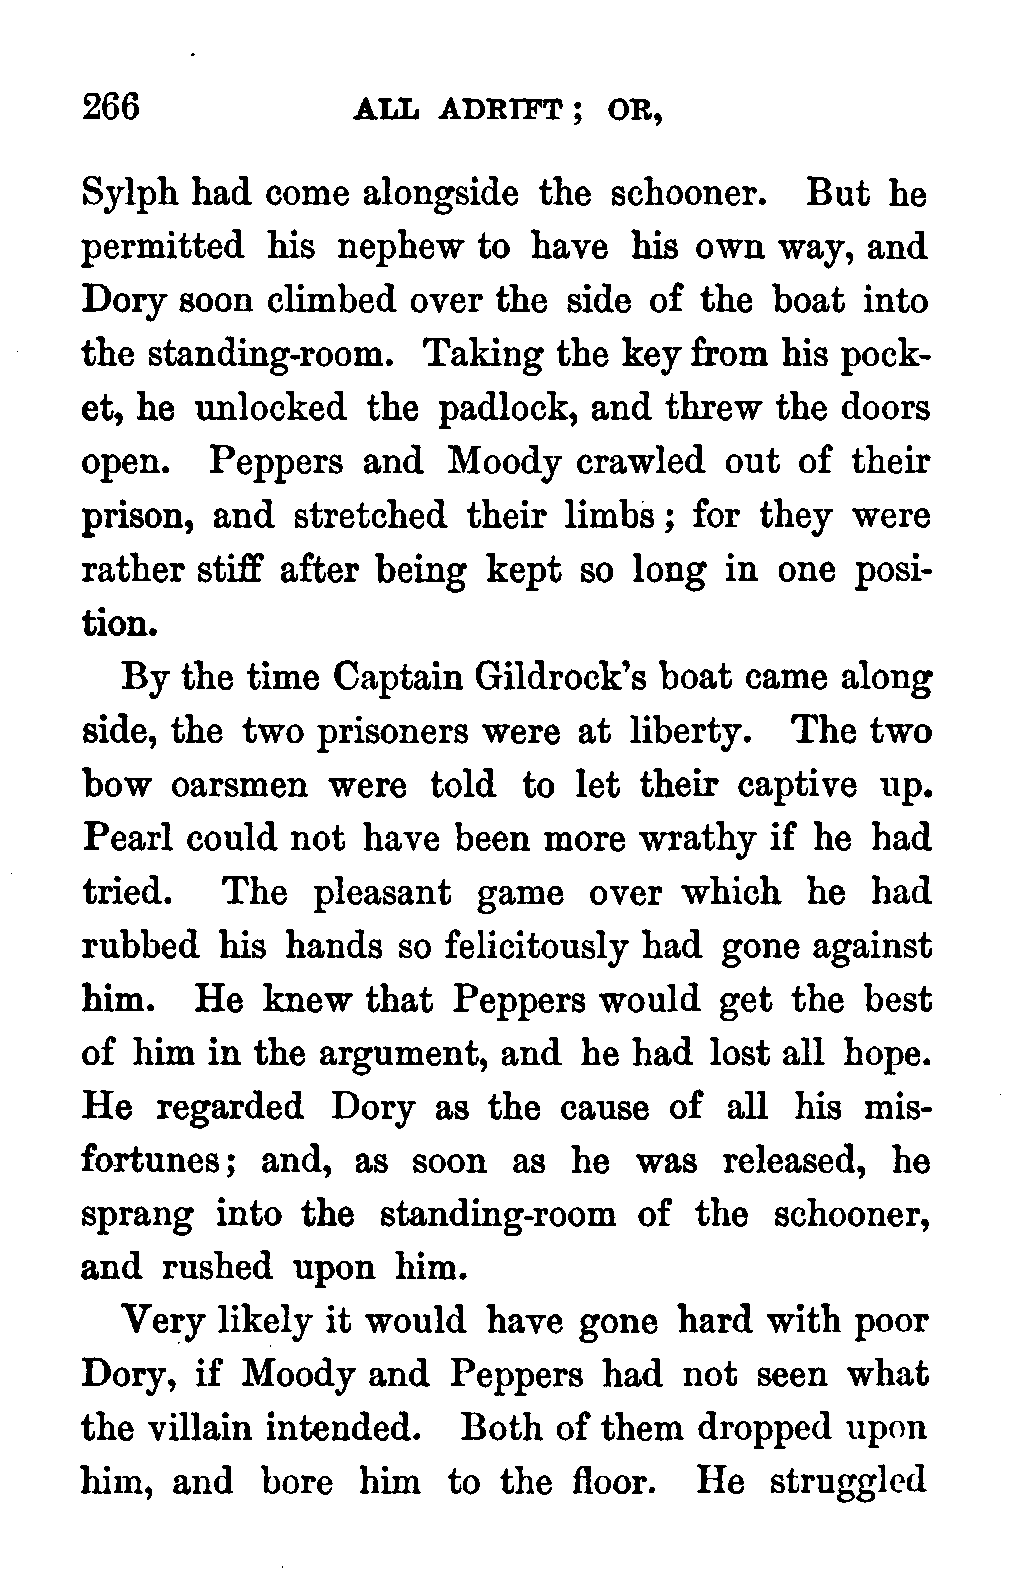 266 ALL ADRIFT; OR,
Sylph had come alongside the schooner. But he
permitted his nephew to have his own way, and
Dory soon climbed over the side of the boat into
the standing-room. Taking the key from his pock-
et, he unlocked the padlock, and threw the doors
open. Peppers and Moody crawled out of their
prison, and stretched their limbs; for they were
rather stiff after being kept so long in one posi-
tion.
By the time Captain Gildrock's boat came along
side, the two prisoners were at liberty. The two
bow oarsmen were told to let their captive up.
Pearl could not have been more wrathy if he had
tried. The pleasant game over which he had
rubbed his hands so felicitously had gone against
him. He knew that Peppers would get the best
of him in the argument, and he had lost all hope.
He regarded Dory as the cause of all his mis-
fortunes; and, as soon as he was released, he
sprang into the standing-room of the schooner,
and rushed upon him.
Very likely it would have gone hard with poor
Dory, if Moody and Peppers had not seen what
the villain intended. Both of them dropped upon
him, and bore him to the floor. He struggled